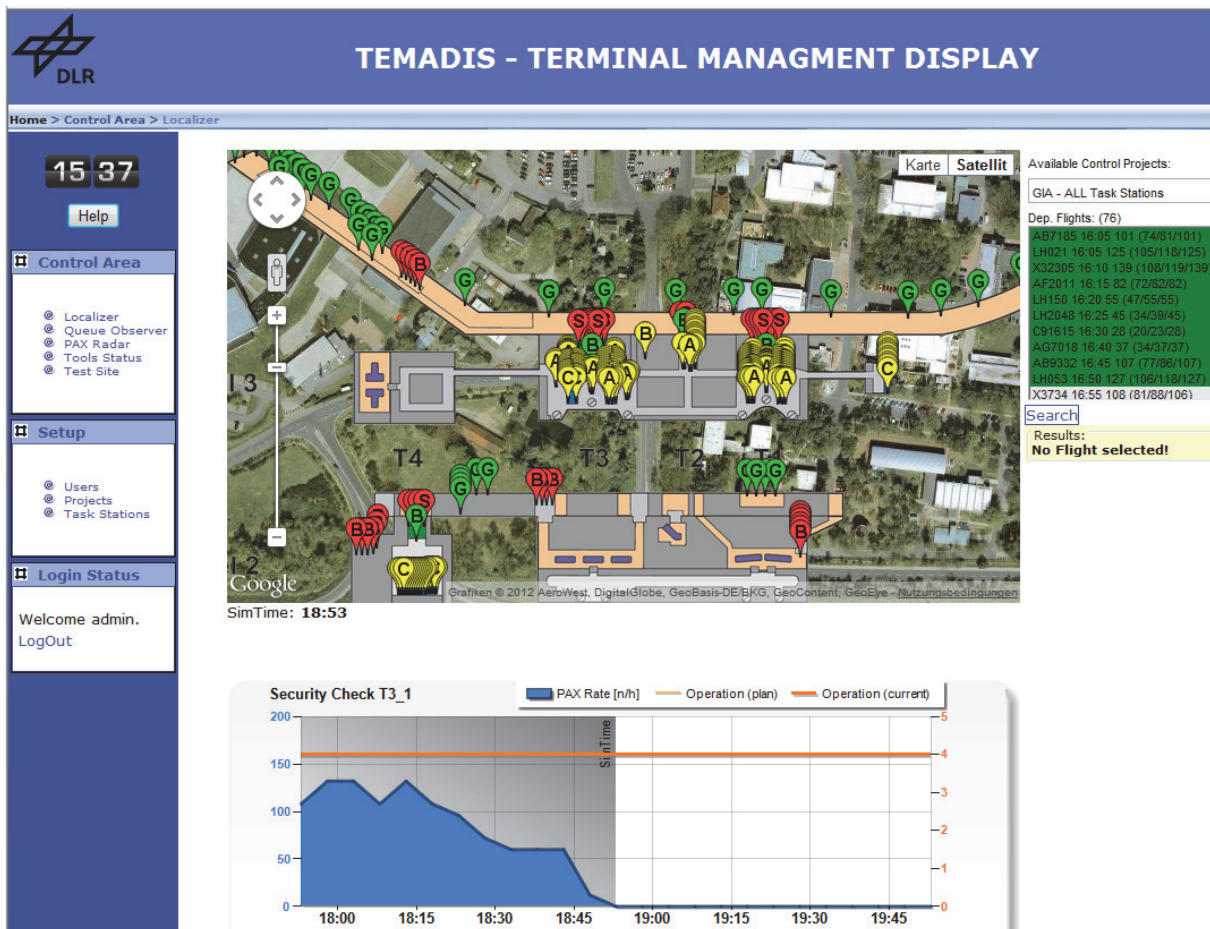 DLR
TEMADIS - TERMINAL MANAGMENT DISPLAY
Home > Control Area > Localizer
15 37
Help
Control Area
Localizer
Queue Observer
PAX Radar
Tools Status
Test Site
Setup
Users
Projects
Task Stations
Login Status
Welcome admin.
LogOut
Karte Satellit
T4 T3 T2 T1
Google
Grafiken © 2012 AeroWest, DigitalGlobe, GeoBasis-DE/BKG, GeoContent, GeoEye - Nutzungsbedingungen
SimTime: 18:53
Available Control Projects:
GIA - ALL Task Stations
Dep. Flights: (76)
AB7185 16:05 101 (74/81/101)
LH021 16:05 125 (105/118/125)
X32305 16:10 139 (108/119/139
AF2011 16:15 82 (72/82/82)
LH150 16:20 55 (47/55/55)
LH2048 16:25 45 (34/39/45)
C91615 16:30 28 (20/23/28)
AG7018 16:40 37 (34/37/37)
AB9332 16:45 107 (77/86/107)
LH053 16:50 127 (106/118/127)
X3734 16:55 108 (81/88/106)
Search
Results:
No Flight selected!
Security Check T3_1
PAX Rate [n/h] Operation (plan) Operation (current)
SimTime
200
150
100
50
0
5
4
3
2
1
0
18:00 18:15 18:30 18:45 19:00 19:15 19:30 19:45